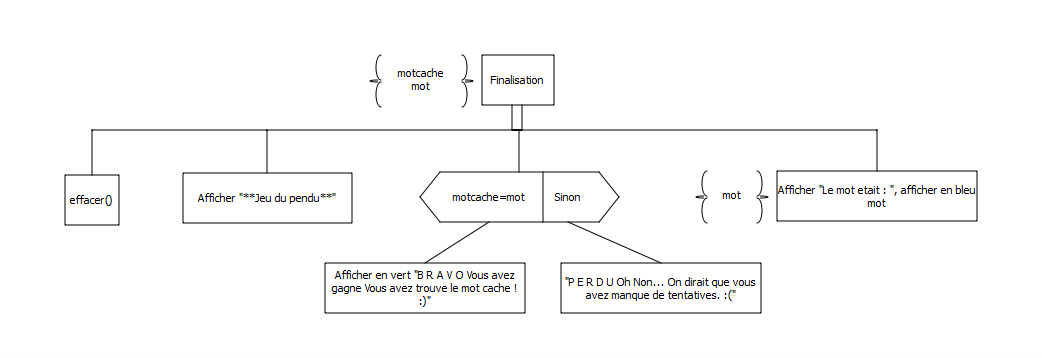 motcache
mot
Finalisation
effacer()
Afficher "**Jeu du pendu**"
motcache=mot
Sinon
mot
Afficher "Le mot etait : ", afficher en bleu
mot
Afficher en vert "B R A V O Vous avez
gagne Vous avez trouve le mot cache !
:)"
"P E R D U Oh Non... On dirait que vous
avez manque de tentatives. :("